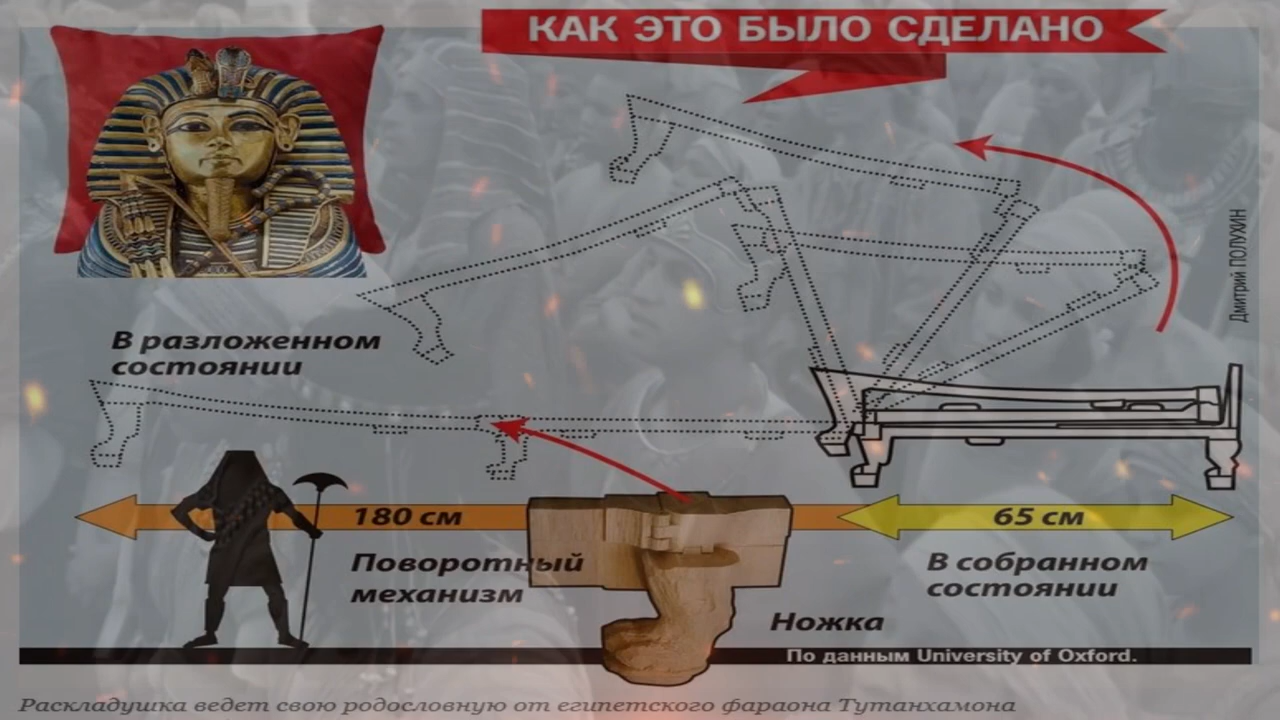 КАК ЭТО БЫЛО СДЕЛАНО
Дмитрий ПОЛУХИН
В разложенном
состоянии
180 см
65 см
Поворотный
механизм
В собранном
состоянии
Ножка
По данным University of Oxford.
Раскладушка ведет свою родословную от египетского фараона Тутанхамона